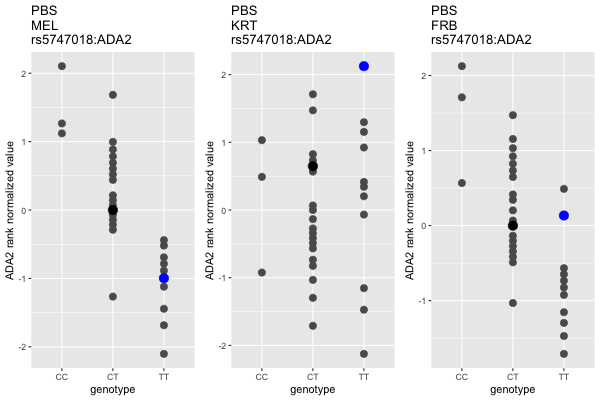 PBS
MEL
rs5747018:ADA2
ADA2 rank normalized value
2
1
0
-1
-2
CC
CT
TT
genotype
PBS
KRT
rs5747018:ADA2
ADA2 rank normalized value
2
1
0
-1
-2
CC
CT
TT
genotype
PBS
FRB
rs5747018:ADA2
ADA2 rank normalized value
2
1
0
-1
CC
CT
TT
genotype